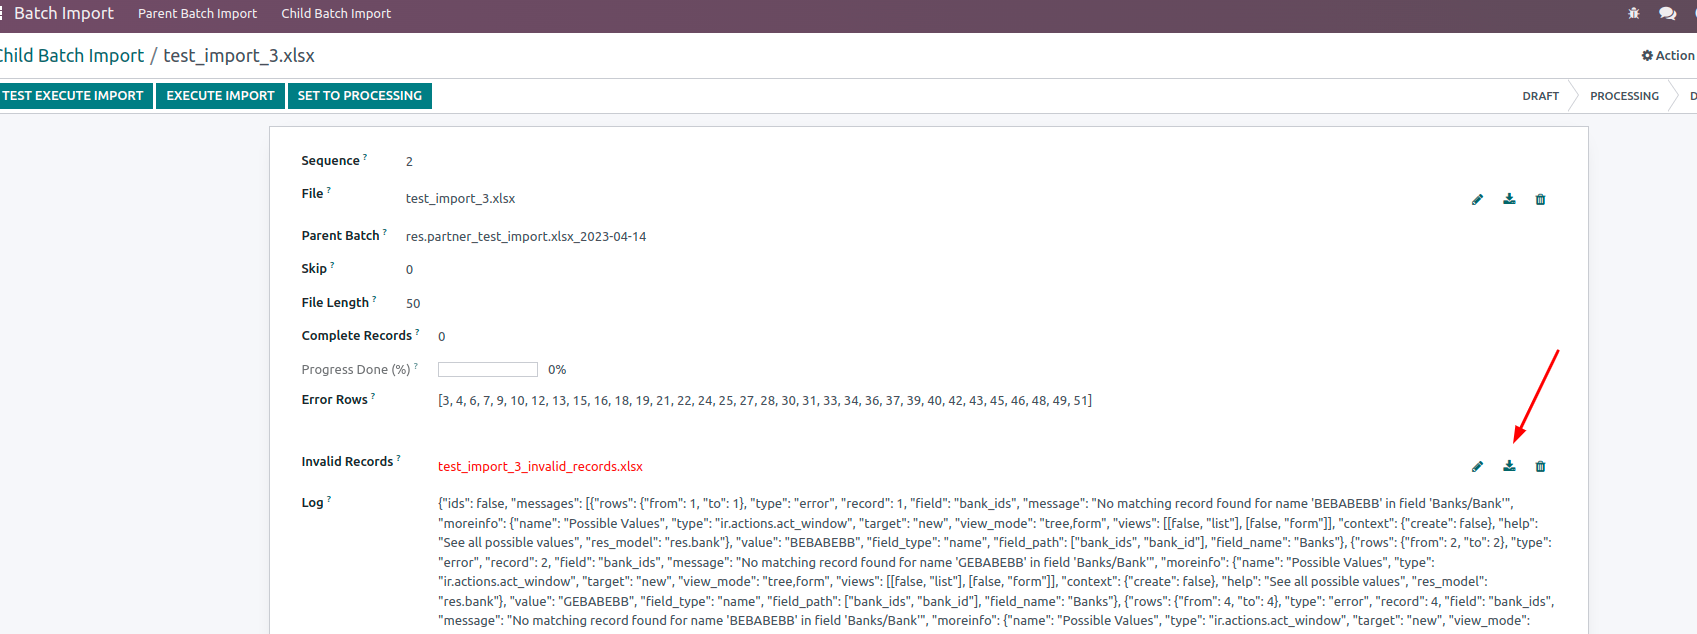 Batch Import Parent Batch Import Child Batch Import
Child Batch Import / test_import_3.xlsx Action
TEST EXECUTE IMPORT EXECUTE IMPORT SET TO PROCESSING DRAFT PROCESSING D
Sequence ? 2
File ? test_import_3.xlsx
Parent Batch ? res.partner_test_import.xlsx_2023-04-14
Skip ? 0
File Length ? 50
Complete Records ? 0
Progress Done (%) ? 0%
Error Rows ? [3, 4, 6, 7, 9, 10, 12, 13, 15, 16, 18, 19, 21, 22, 24, 25, 27, 28, 30, 31, 33, 34, 36, 37, 39, 40, 42, 43, 45, 46, 48, 49, 51]
Invalid Records ? test_import_3_invalid_records.xlsx
Log ? {"ids": false, "messages": [{"rows": {"from": 1, "to": 1}, "type": "error", "record": 1, "field": "bank_ids", "message": "No matching record found for name 'BEBABEBB' in field 'Banks/Bank'",
"moreinfo": {"name": "Possible Values", "type": "ir.actions.act_window", "target": "new", "view_mode": "tree,form", "views": [[false, "list"], [false, "form"]], "context": {"create": false}, "help":
"See all possible values", "res_model": "res.bank"}, "value": "BEBABEBB", "field_type": "name", "field_path": ["bank_ids", "bank_id"], "field_name": "Banks"}, {"rows": {"from": 2, "to": 2}, "type":
"error", "record": 2, "field": "bank_ids", "message": "No matching record found for name 'GEBABEBB' in field 'Banks/Bank'", "moreinfo": {"name": "Possible Values", "type":
"ir.actions.act_window", "target": "new", "view_mode": "tree,form", "views": [[false, "list"], [false, "form"]], "context": {"create": false}, "help": "See all possible values", "res_model":
"res.bank"}, "value": "GEBABEBB", "field_type": "name", "field_path": ["bank_ids", "bank_id"], "field_name": "Banks"}, {"rows": {"from": 4, "to": 4}, "type": "error", "record": 4, "field": "bank_ids",
"message": "No matching record found for name 'BEBABEBB' in field 'Banks/Bank'", "moreinfo": {"name": "Possible Values", "type": "ir.actions.act_window", "target": "new", "view_mode":